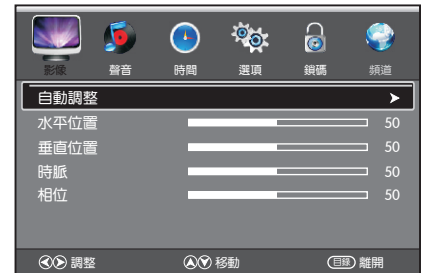 影像 聲音 時間 選項 鎖碼 頻道
自動調整
水平位置 50
垂直位置 50
時脈 50
相位 50
調整 移動 目錄 離開